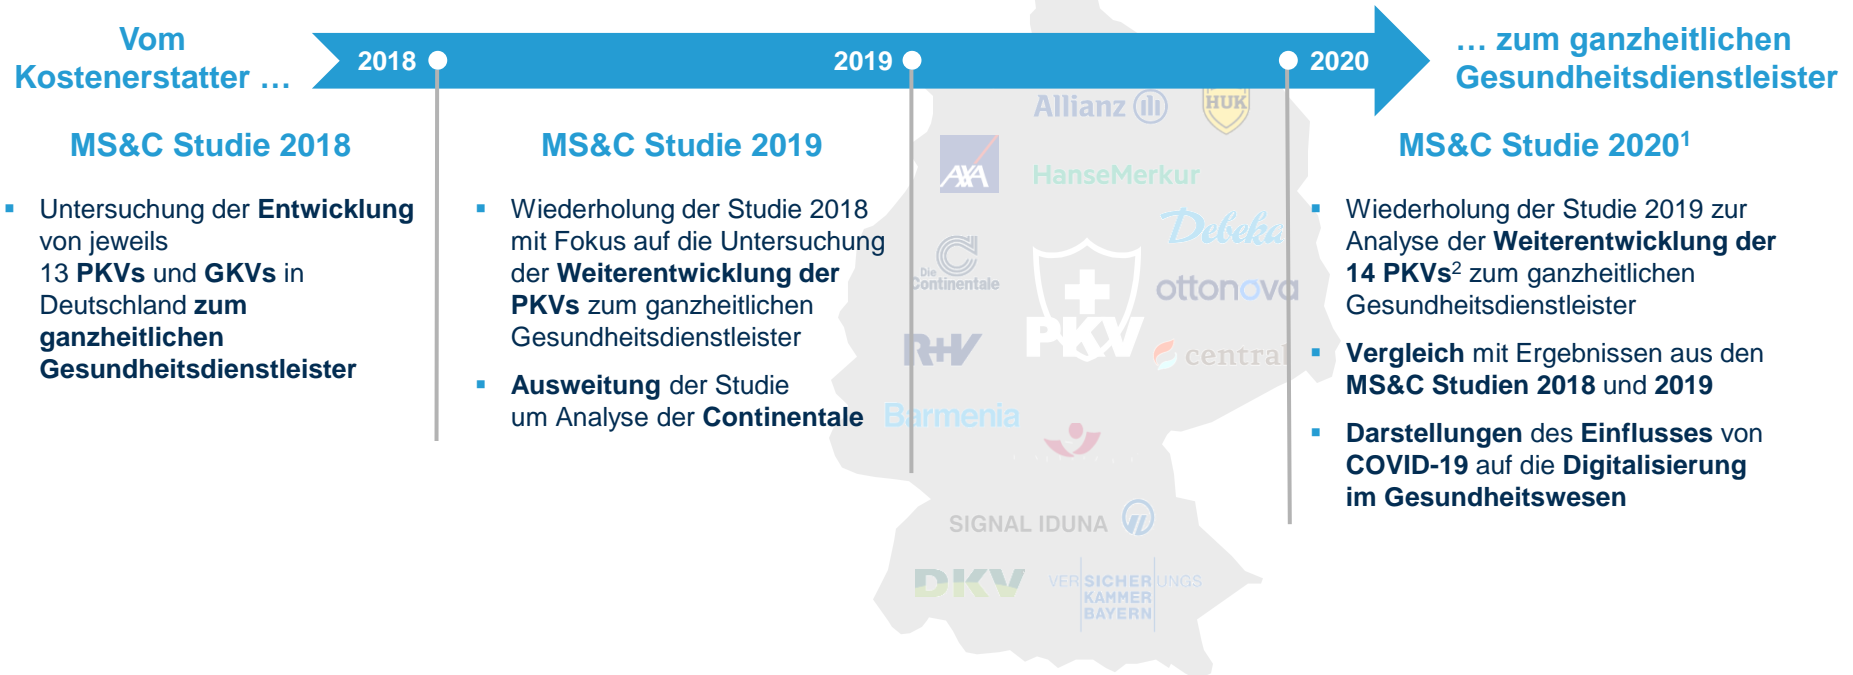 Vom
Kostenerstatter …
2018
2019
2020
… zum ganzheitlichen
Gesundheitsdienstleister
MS&C Studie 2018
▪ Untersuchung der Entwicklung
von jeweils
13 PKVs und GKVs in
Deutschland zum
ganzheitlichen
Gesundheitsdienstleister
MS&C Studie 2019
▪ Wiederholung der Studie 2018
mit Fokus auf die Untersuchung
der Weiterentwicklung der
PKVs zum ganzheitlichen
Gesundheitsdienstleister
▪ Ausweitung der Studie
um Analyse der Continentale
MS&C Studie 2020¹
▪ Wiederholung der Studie 2019 zur
Analyse der Weiterentwicklung der
14 PKVs² zum ganzheitlichen
Gesundheitsdienstleister
▪ Vergleich mit Ergebnissen aus den
MS&C Studien 2018 und 2019
▪ Darstellungen des Einflusses von
COVID-19 auf die Digitalisierung
im Gesundheitswesen
Allianz
HUK
AXA
HanseMerkur
Debeka
Die
Continentale
PKV
ottonova
R+V
central
Barmenia
SIGNAL IDUNA
DKV
VERSICHERUNGS
KAMMER
BAYERN